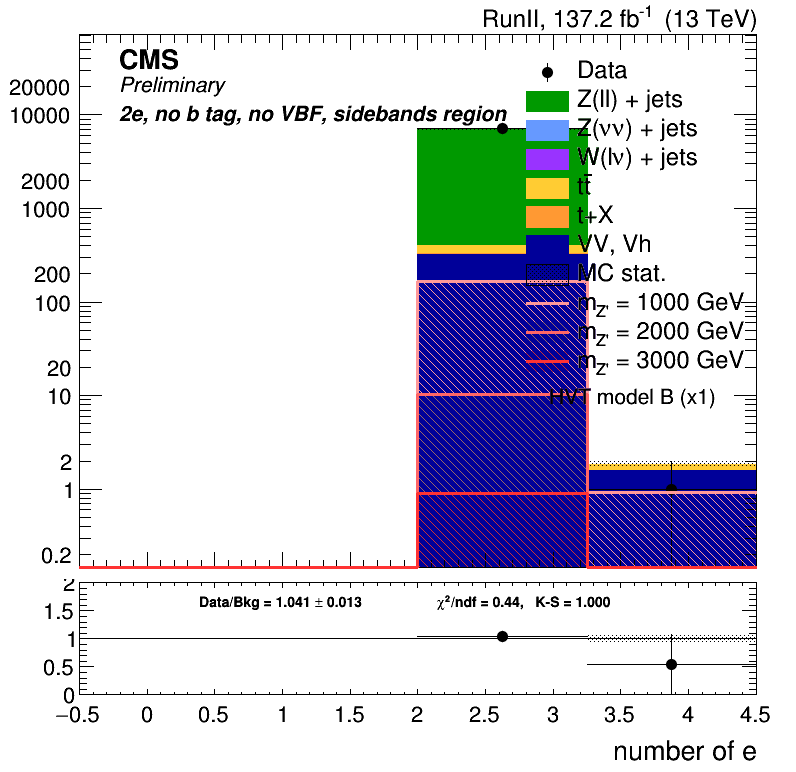 RunII, 137.2 fb⁻¹ (13 TeV)
CMS
Preliminary
2e, no b tag, no VBF, sidebands region
Data
Z(ll) + jets
Z(νν) + jets
W(lν) + jets
tt̄
t+X
VV, Vh
MC stat.
m_Z' = 1000 GeV
m_Z' = 2000 GeV
m_Z' = 3000 GeV
HVT model B (x1)
20000
10000
2000
1000
200
100
20
10
2
1
0.2
Data/Bkg = 1.041 ± 0.013
χ²/ndf = 0.44, K-S = 1.000
2
1.5
1
0.5
0
−0.5 0 0.5 1 1.5 2 2.5 3 3.5 4 4.5
number of e